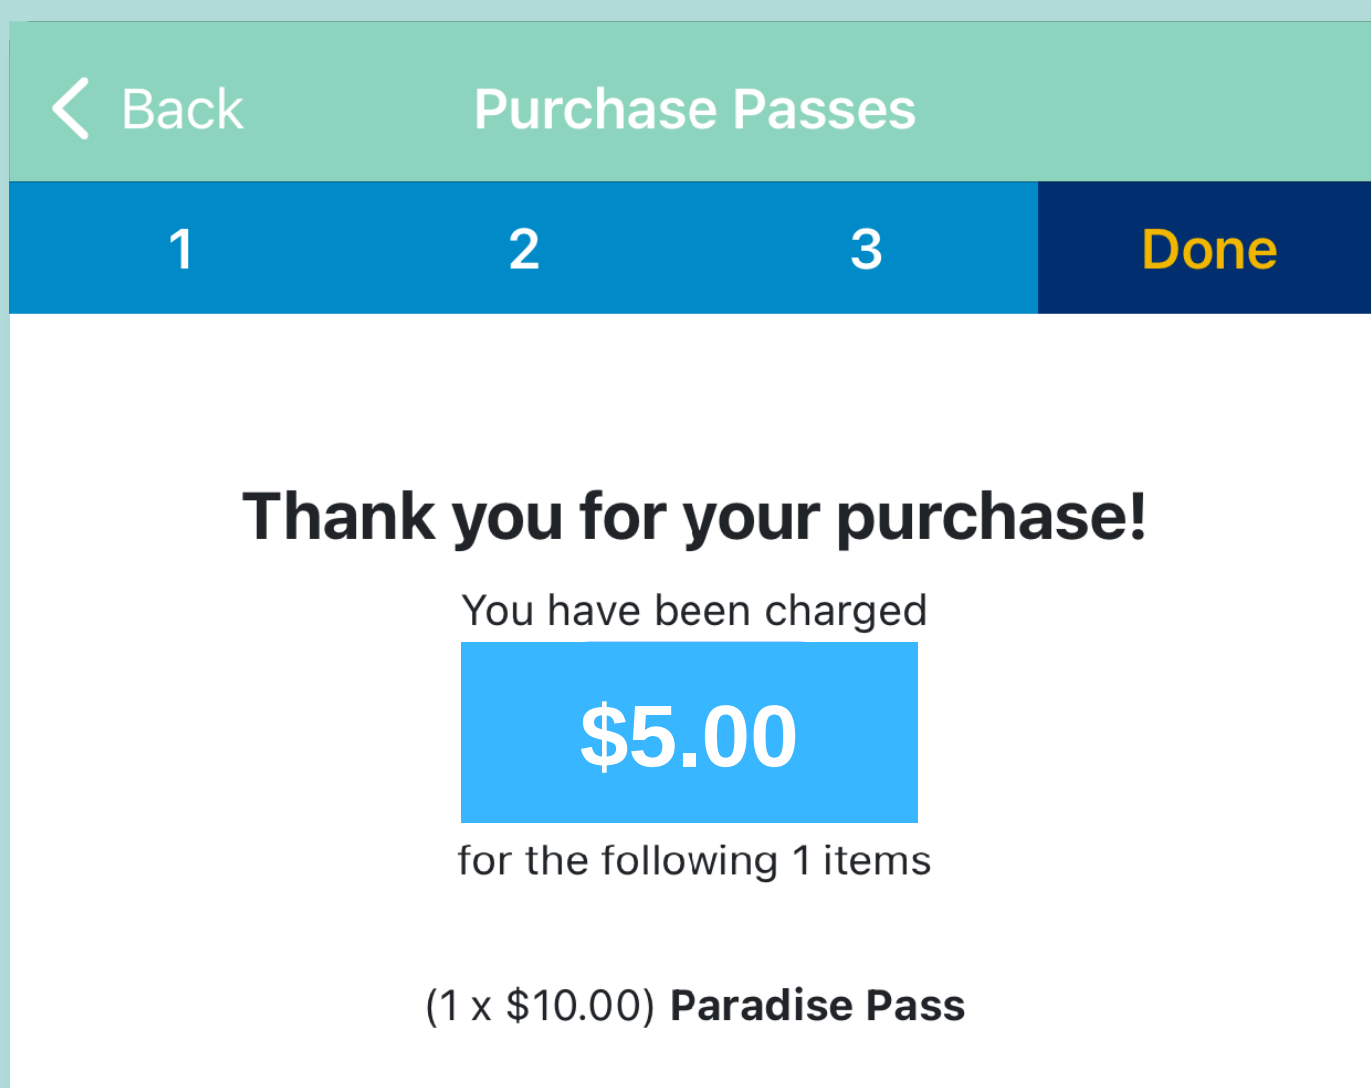 Back
Purchase Passes
1
2
3
Done
Thank you for your purchase!
You have been charged
$5.00
for the following 1 items
(1 x $10.00) Paradise Pass